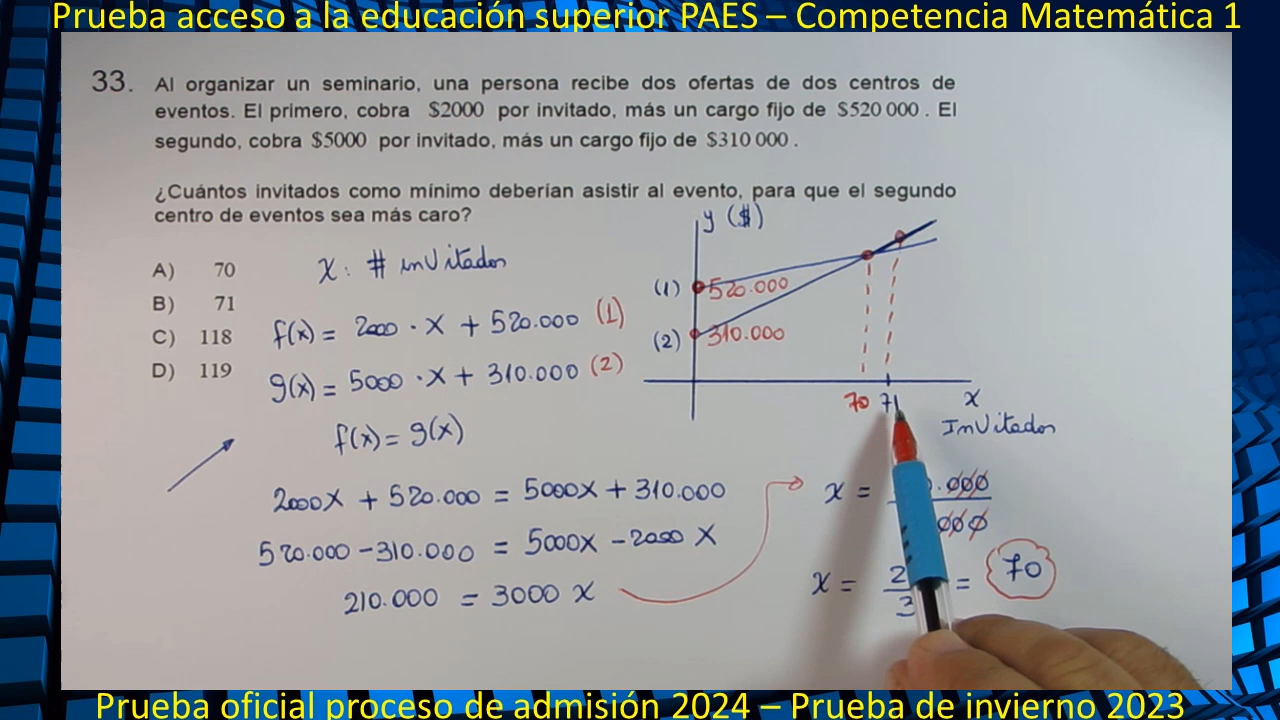 Prueba acceso a la educación superior PAES – Competencia Matemática 1
33. Al organizar un seminario, una persona recibe dos ofertas de dos centros de
eventos. El primero, cobra $2000 por invitado, más un cargo fijo de $520 000 . El
segundo, cobra $5000 por invitado, más un cargo fijo de $310 000 .
¿Cuántos invitados como mínimo deberían asistir al evento, para que el segundo
centro de eventos sea más caro?
A) 70
B) 71
C) 118
D) 119
x: # inVitados
f(x) = 2000 · x + 520.000 (1)
g(x) = 5000 · x + 310.000 (2)
f(x) = g(x)
2000x + 520.000 = 5000x + 310.000
520.000 - 310.000 = 5000x - 2000 x
210.000 = 3000 x
y ($)
(1) 520.000
(2) 310.000
70 71 x
InVitados
x = .000
000
x = 2
3
= 70
Prueba oficial proceso de admisión 2024 – Prueba de invierno 2023